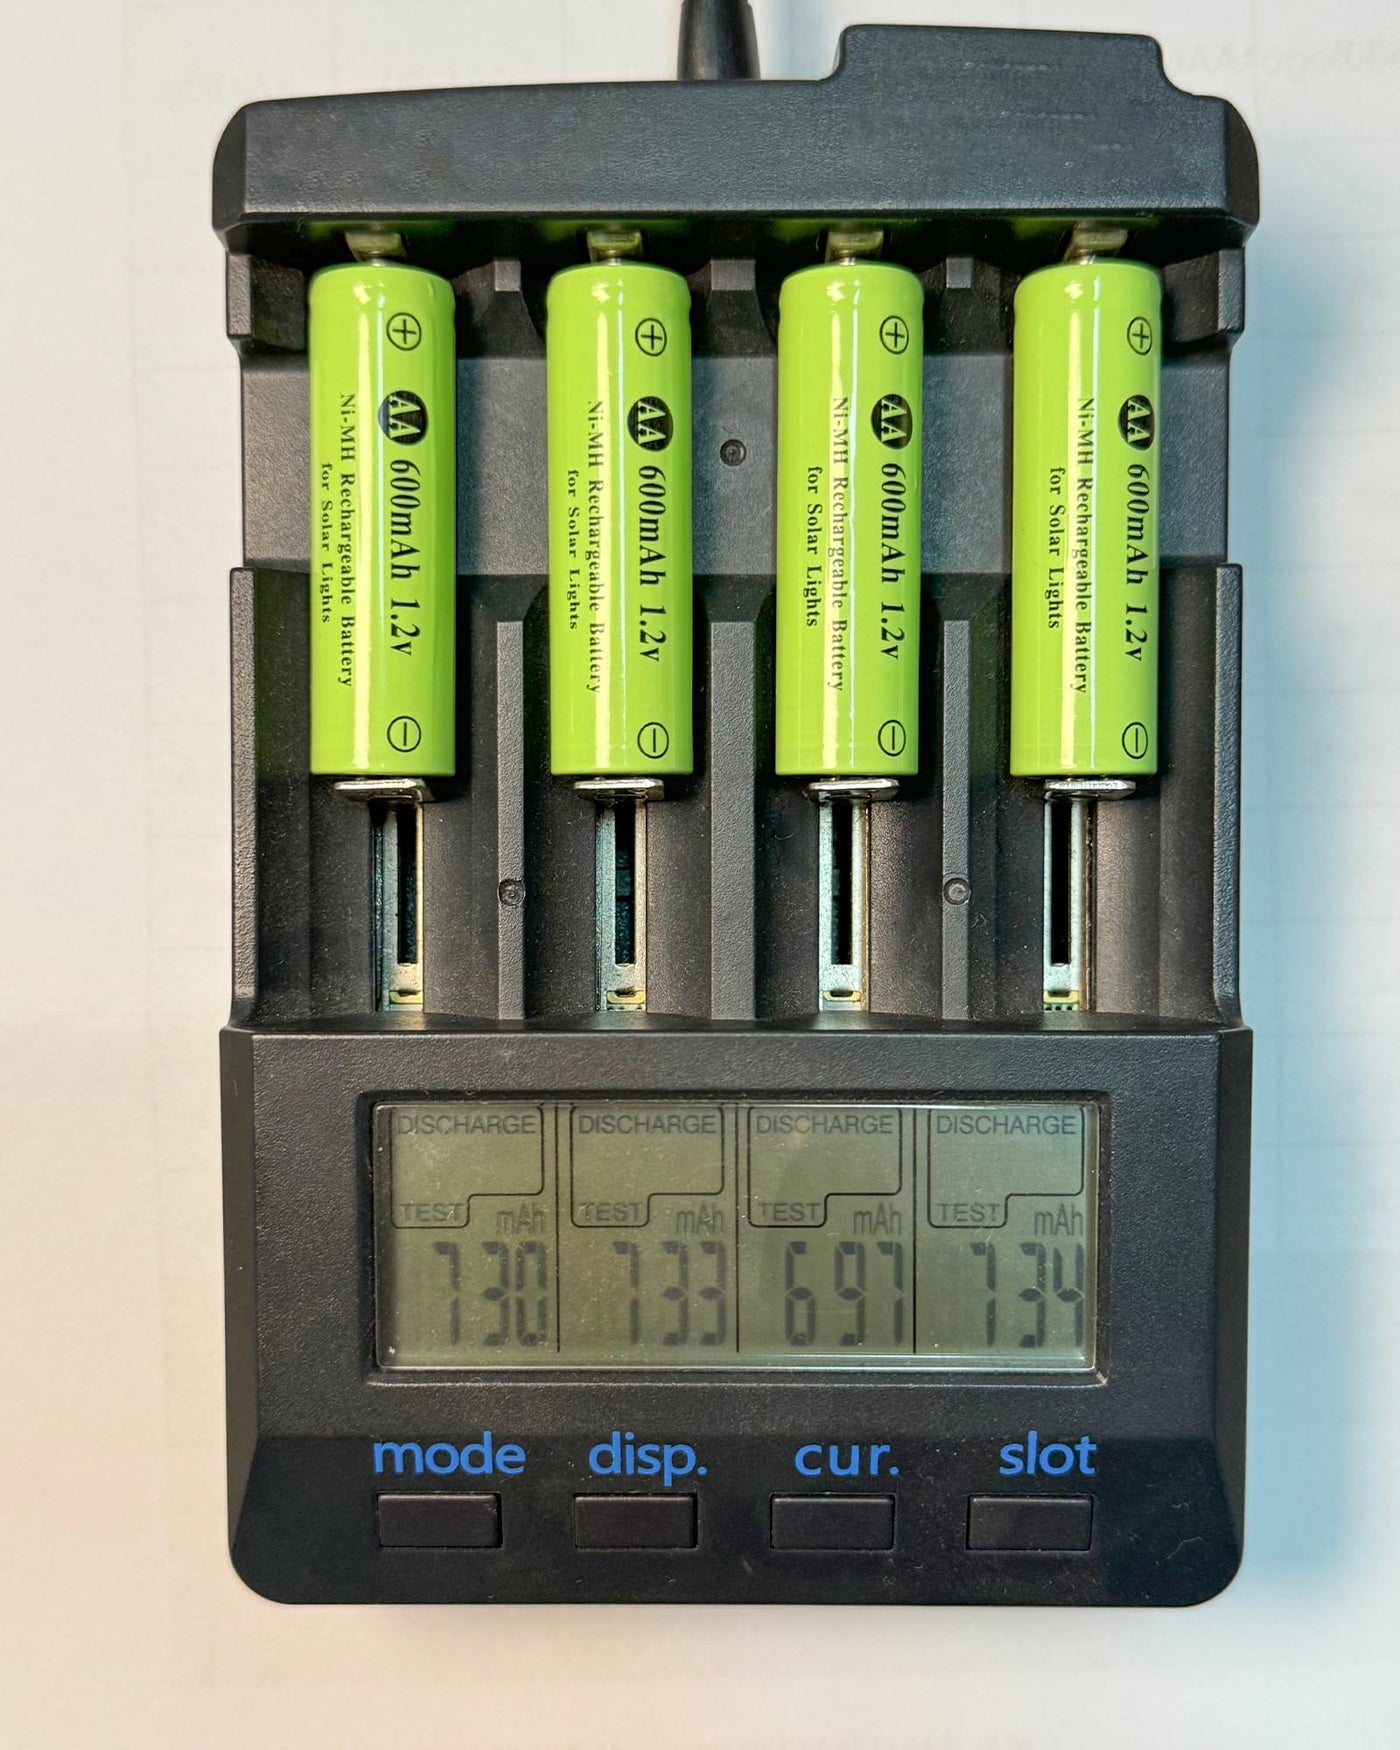 +
AA 600mAh 1.2v
Ni-MH Rechargeable Battery
for Solar Lights
−
+
AA 600mAh 1.2v
Ni-MH Rechargeable Battery
for Solar Lights
−
+
AA 600mAh 1.2v
Ni-MH Rechargeable Battery
for Solar Lights
−
+
AA 600mAh 1.2v
Ni-MH Rechargeable Battery
for Solar Lights
−
DISCHARGE DISCHARGE DISCHARGE DISCHARGE
TEST mAh TEST mAh TEST mAh TEST mAh
730 733 697 734
mode disp. cur. slot